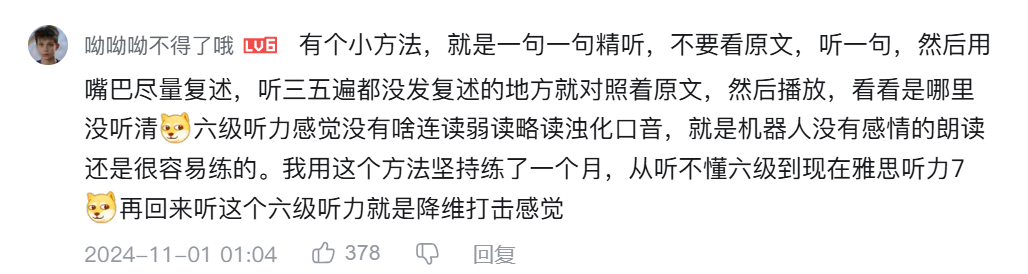 呦呦呦不得了哦 LV6 有个小方法，就是一句一句精听，不要看原文，听一句，然后用
嘴巴尽量复述，听三五遍都没发复述的地方就对照着原文，然后播放，看看是哪里
没听清 六级听力感觉没有啥连读弱读略读浊化口音，就是机器人没有感情的朗读
还是很容易练的。我用这个方法坚持练了一个月，从听不懂六级到现在雅思听力7
再回来听这个六级听力就是降维打击感觉
2024-11-01 01:04 378 回复